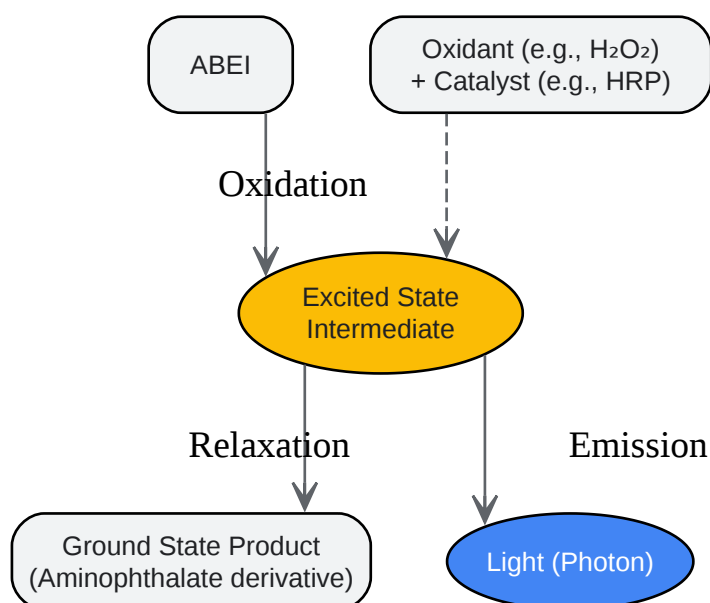 ABEI
Oxidant (e.g., H₂O₂)
+ Catalyst (e.g., HRP)
Oxidation
Excited State
Intermediate
Relaxation
Emission
Ground State Product
(Aminophthalate derivative)
Light (Photon)